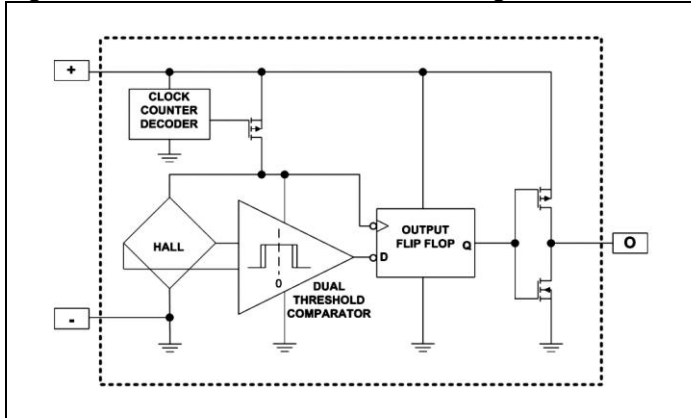 +
CLOCK
COUNTER
DECODER
HALL
0
DUAL
THRESHOLD
COMPARATOR
D
OUTPUT
FLIP FLOP
Q
O
-